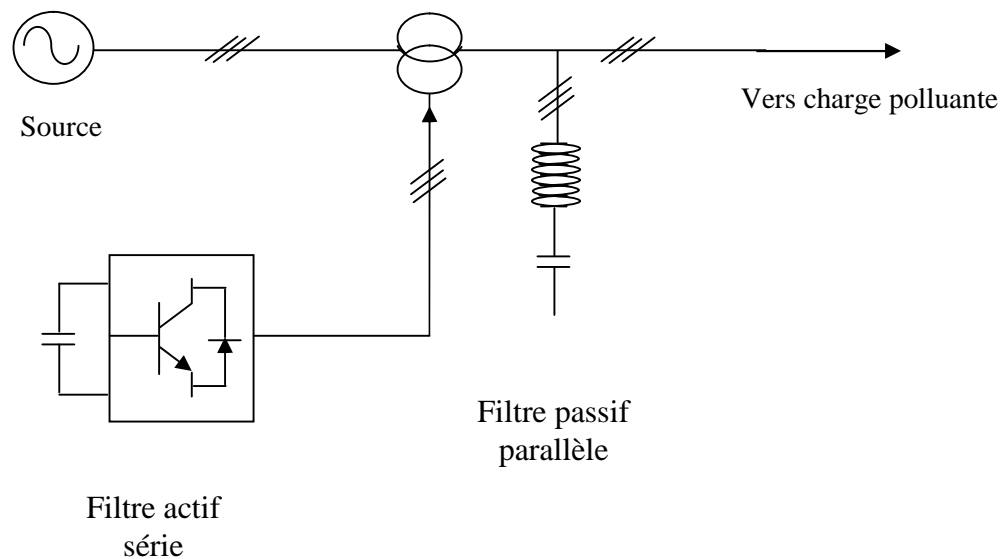 Source
Vers charge polluante
Filtre passif
parallèle
Filtre actif
série